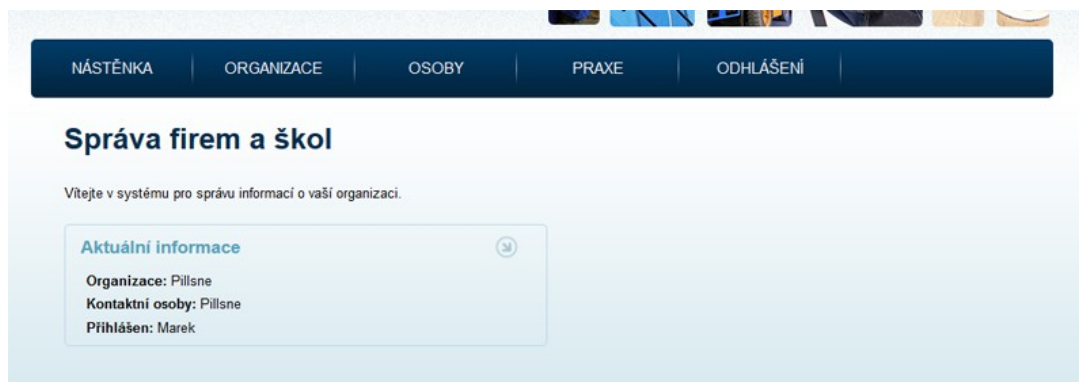 NÁSTĚNKA ORGANIZACE OSOBY PRAXE ODHLÁŠENÍ
Správa firem a škol
Vítejte v systému pro správu informací o vaší organizaci.
Aktuální informace
Organizace: Pillsne
Kontaktní osoby: Pillsne
Přihlášen: Marek